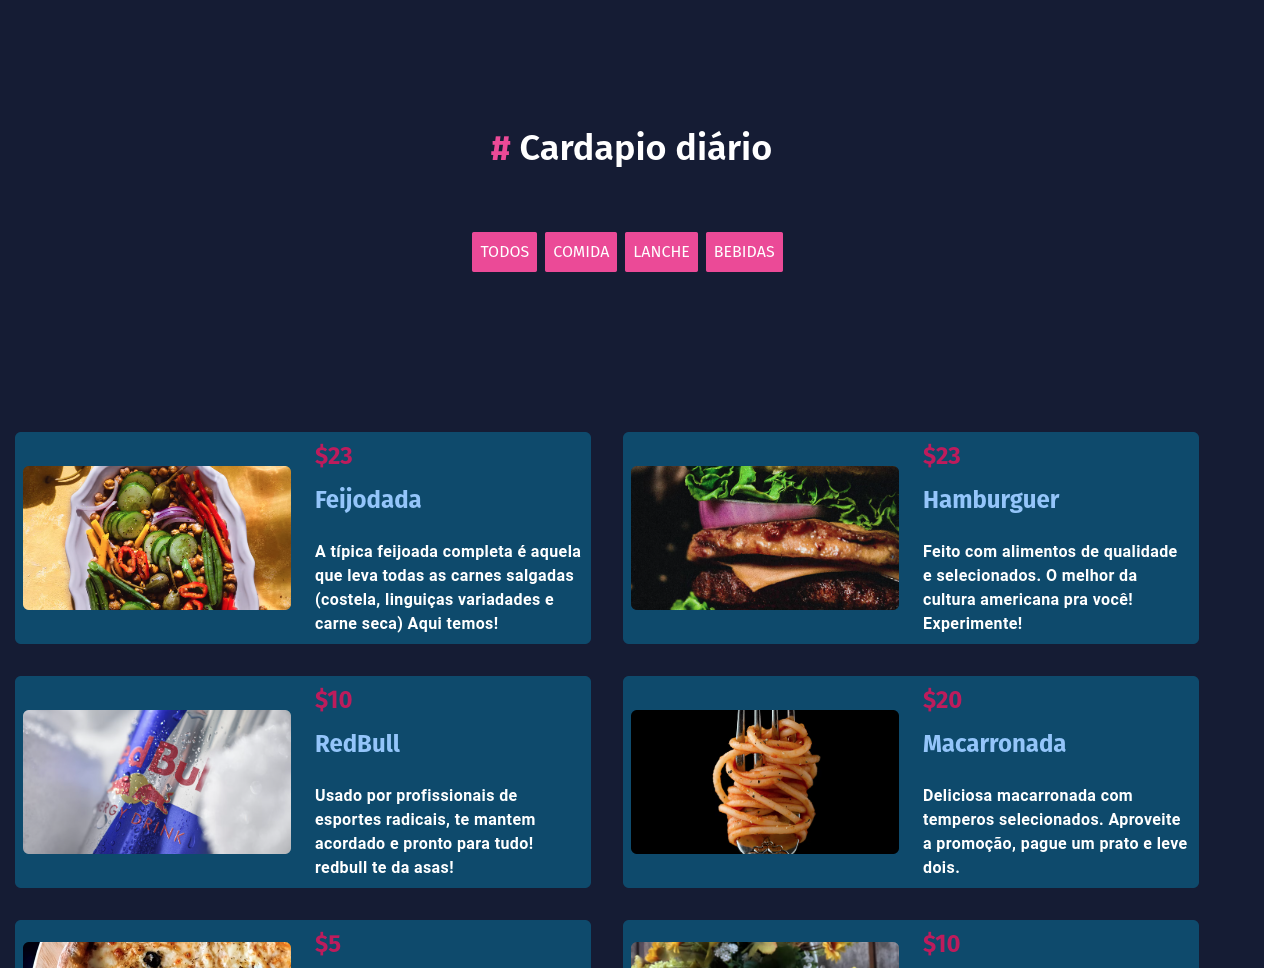 # Cardapio diário
TODOS COMIDA LANCHE BEBIDAS
$23
Feijodada
A típica feijoada completa é aquela
que leva todas as carnes salgadas
(costela, linguiças variadades e
carne seca) Aqui temos!
$23
Hamburguer
Feito com alimentos de qualidade
e selecionados. O melhor da
cultura americana pra você!
Experimente!
edBul
ERGY DRINK
$10
RedBull
Usado por profissionais de
esportes radicais, te mantem
acordado e pronto para tudo!
redbull te da asas!
$20
Macarronada
Deliciosa macarronada com
temperos selecionados. Aproveite
a promoção, pague um prato e leve
dois.
$5
$10